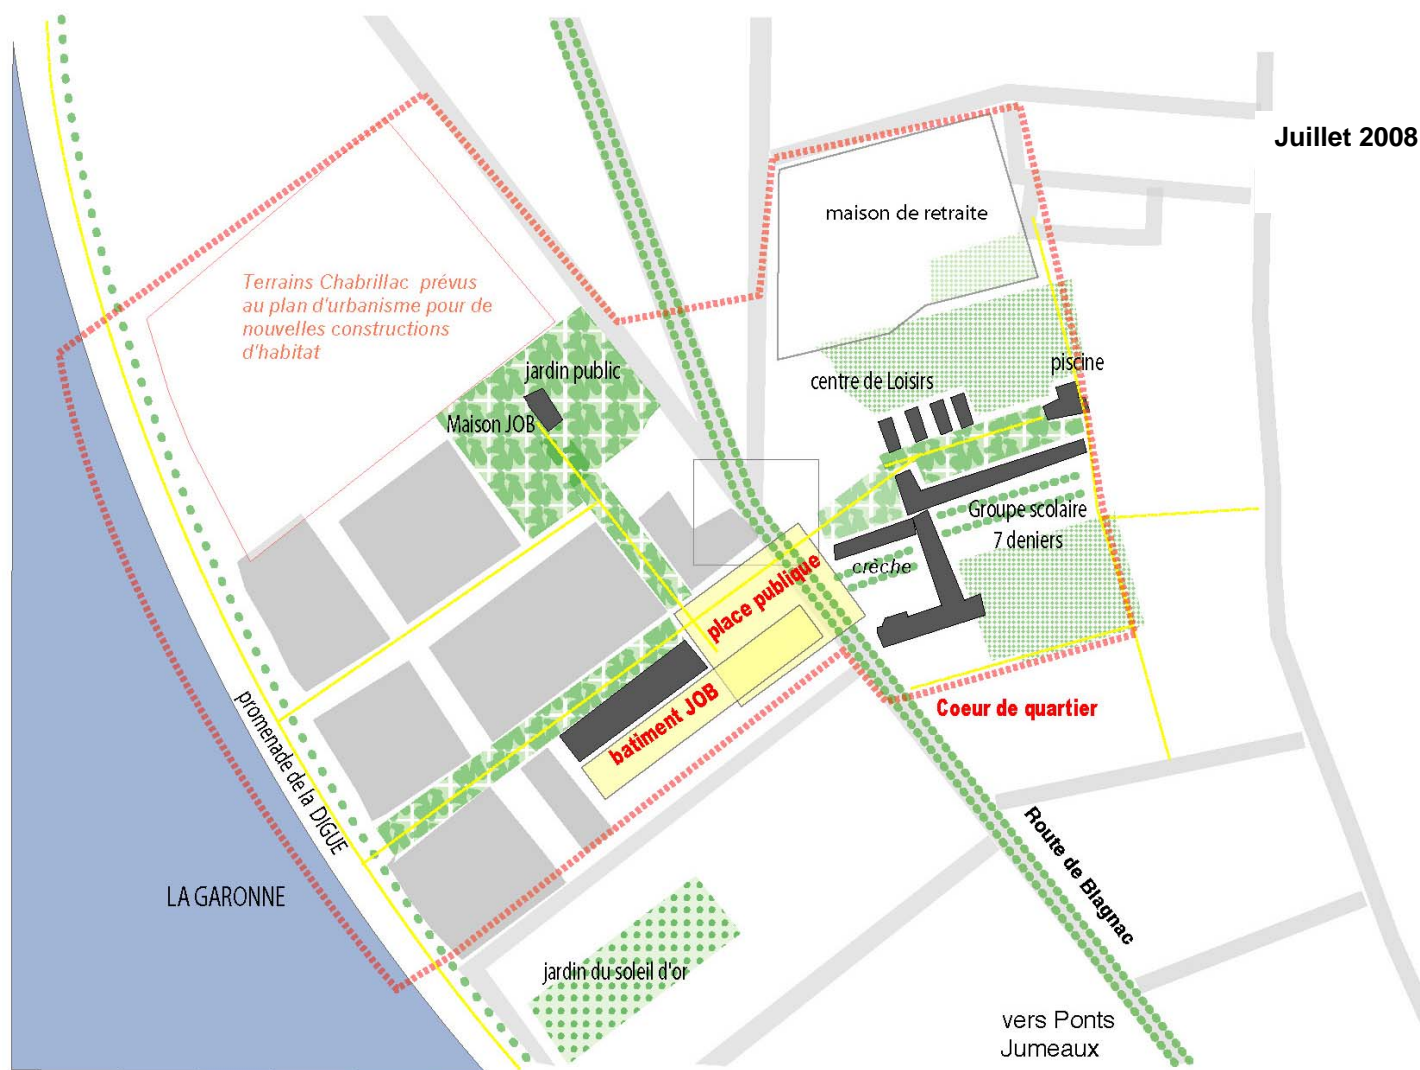 Juillet 2008
maison de retraite
Terrains Chabrillac prévus
au plan d'urbanisme pour de
nouvelles constructions
d'habitat
jardin public
piscine
centre de Loisirs
Maison JOB
Groupe scolaire
7 deniers
crèche
place publique
batiment JOB
Coeur de quartier
promenade de la DIGUE
LA GARONNE
Route de Blagnac
jardin du soleil d'or
vers Ponts
Jumeaux